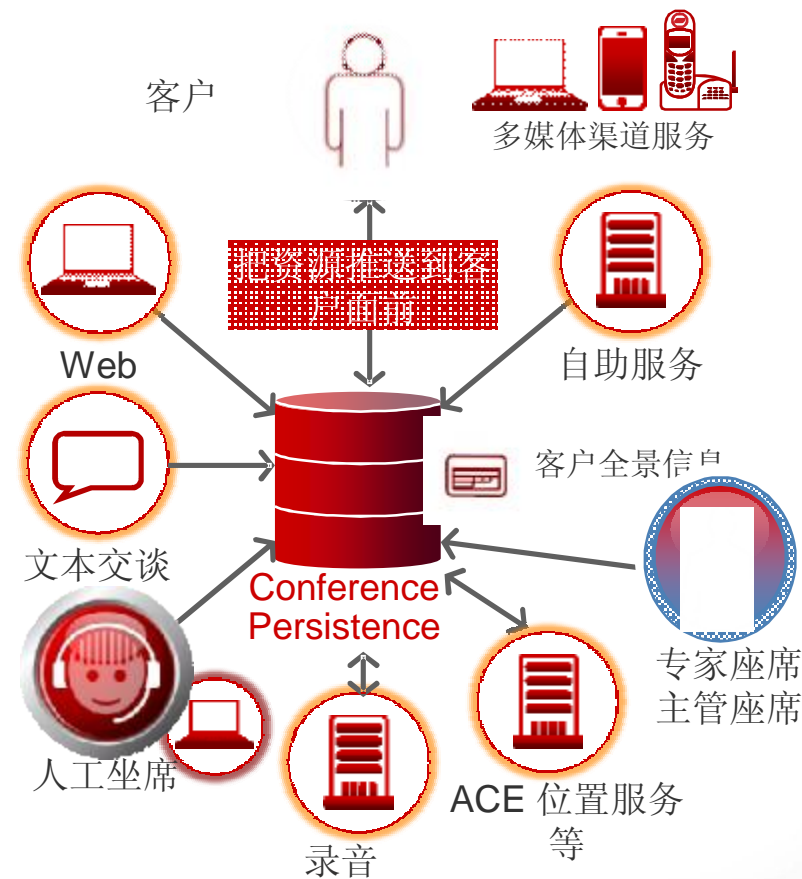 客户
多媒体渠道服务
把资源推送到客
户面前
Web
自助服务
客户全景信息
文本交谈
Conference
Persistence
专家座席
主管座席
人工坐席
ACE 位置服务
等
录音